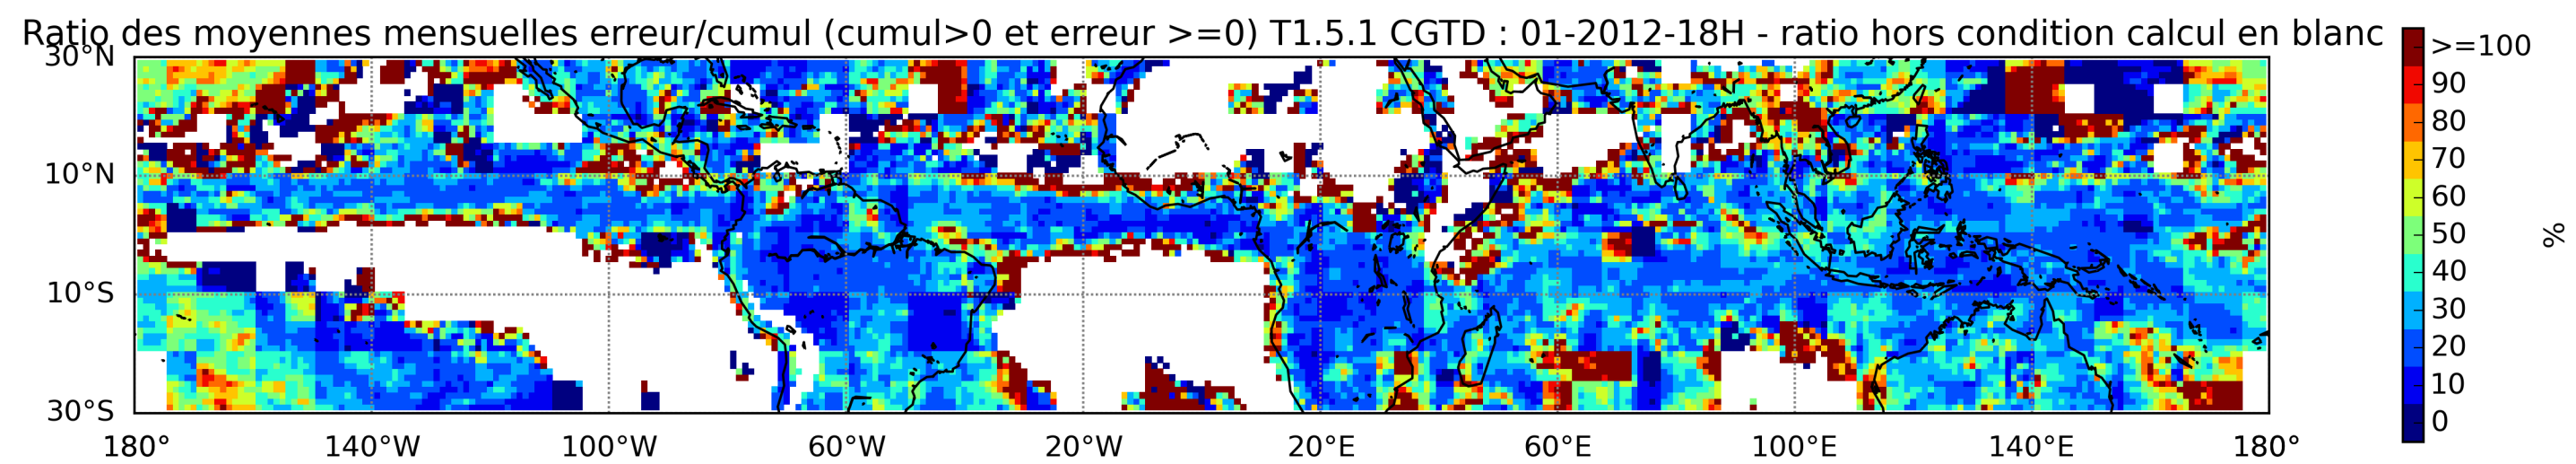 Ratio des moyennes mensuelles erreur/cumul (cumul>0 et erreur >=0) T1.5.1 CGTD : 01-2012-18H - ratio hors condition calcul en blanc
30°N
10°N
10°S
30°S
180° 140°W 100°W 60°W 20°W 20°E 60°E 100°E 140°E 180°
>=100
90
80
70
60
50
40
30
20
10
0
%